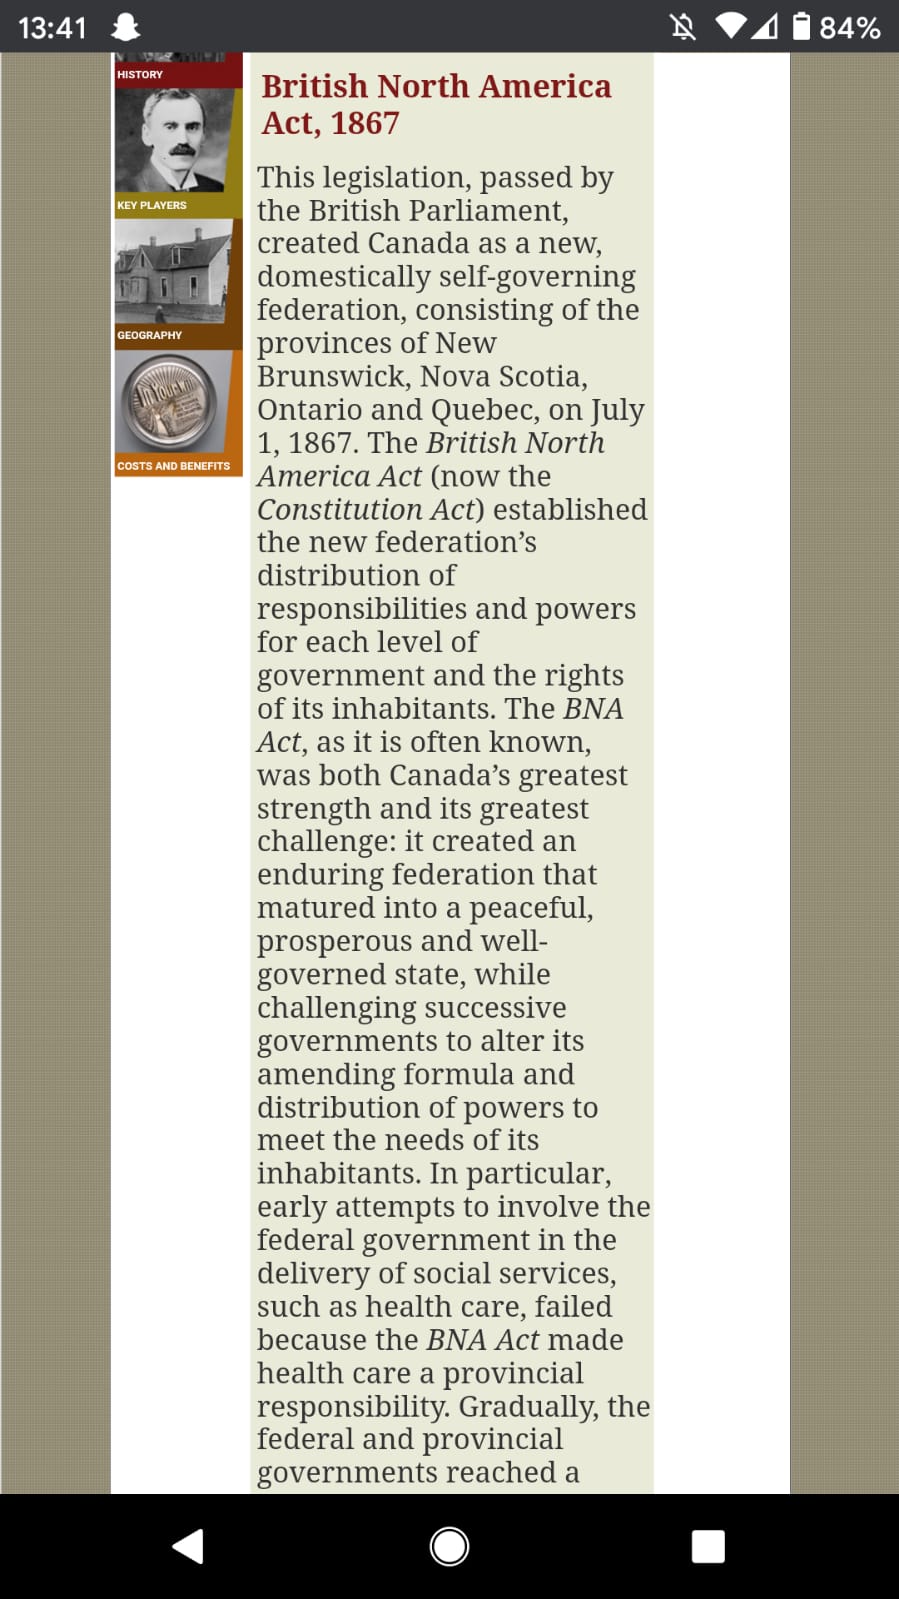 13:41
84%
HISTORY
KEY PLAYERS
GEOGRAPHY
In Your Will
COSTS AND BENEFITS
British North America
Act, 1867
This legislation, passed by
the British Parliament,
created Canada as a new,
domestically self-governing
federation, consisting of the
provinces of New
Brunswick, Nova Scotia,
Ontario and Quebec, on July
1, 1867. The British North
America Act (now the
Constitution Act) established
the new federation’s
distribution of
responsibilities and powers
for each level of
government and the rights
of its inhabitants. The BNA
Act, as it is often known,
was both Canada’s greatest
strength and its greatest
challenge: it created an
enduring federation that
matured into a peaceful,
prosperous and well-
governed state, while
challenging successive
governments to alter its
amending formula and
distribution of powers to
meet the needs of its
inhabitants. In particular,
early attempts to involve the
federal government in the
delivery of social services,
such as health care, failed
because the BNA Act made
health care a provincial
responsibility. Gradually, the
federal and provincial
governments reached a